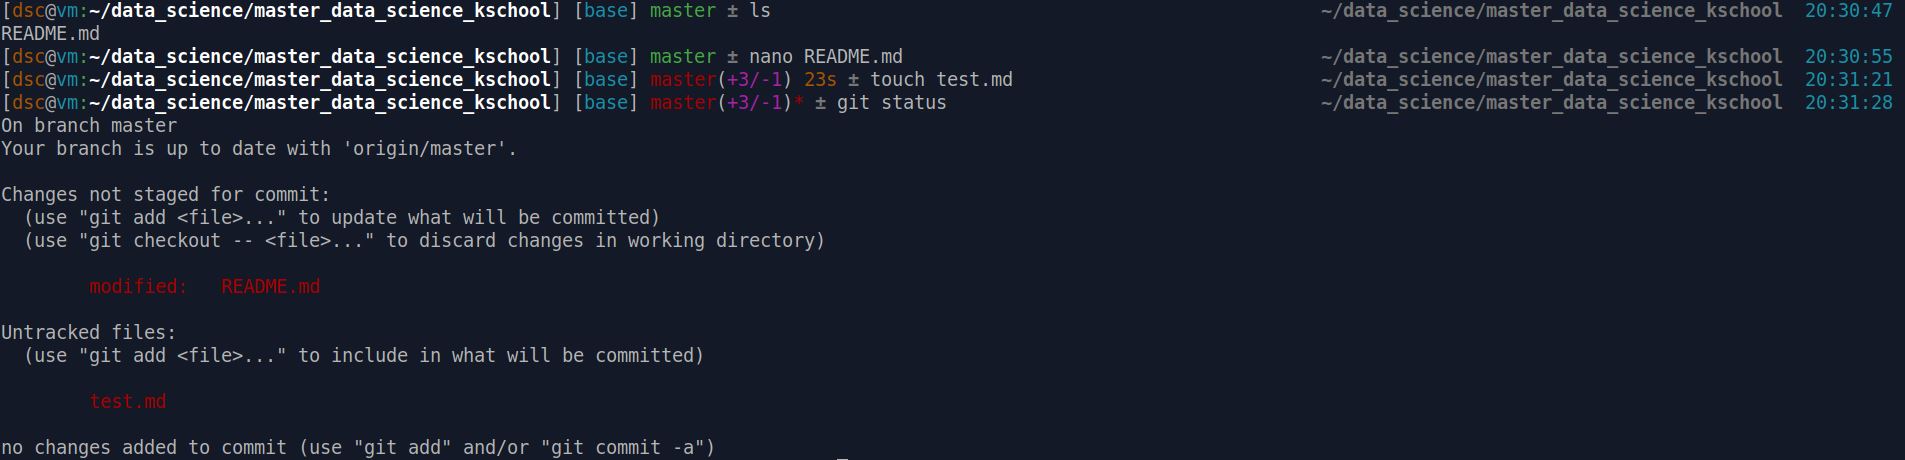 [dsc@vm:~/data_science/master_data_science_kschool] [base] master ± ls ~/data_science/master_data_science_kschool 20:30:47
README.md
[dsc@vm:~/data_science/master_data_science_kschool] [base] master ± nano README.md ~/data_science/master_data_science_kschool 20:30:55
[dsc@vm:~/data_science/master_data_science_kschool] [base] master(+3/-1) 23s ± touch test.md ~/data_science/master_data_science_kschool 20:31:21
[dsc@vm:~/data_science/master_data_science_kschool] [base] master(+3/-1)* ± git status ~/data_science/master_data_science_kschool 20:31:28
On branch master
Your branch is up to date with 'origin/master'.
Changes not staged for commit:
(use "git add <file>..." to update what will be committed)
(use "git checkout -- <file>..." to discard changes in working directory)
modified: README.md
Untracked files:
(use "git add <file>..." to include in what will be committed)
test.md
no changes added to commit (use "git add" and/or "git commit -a")